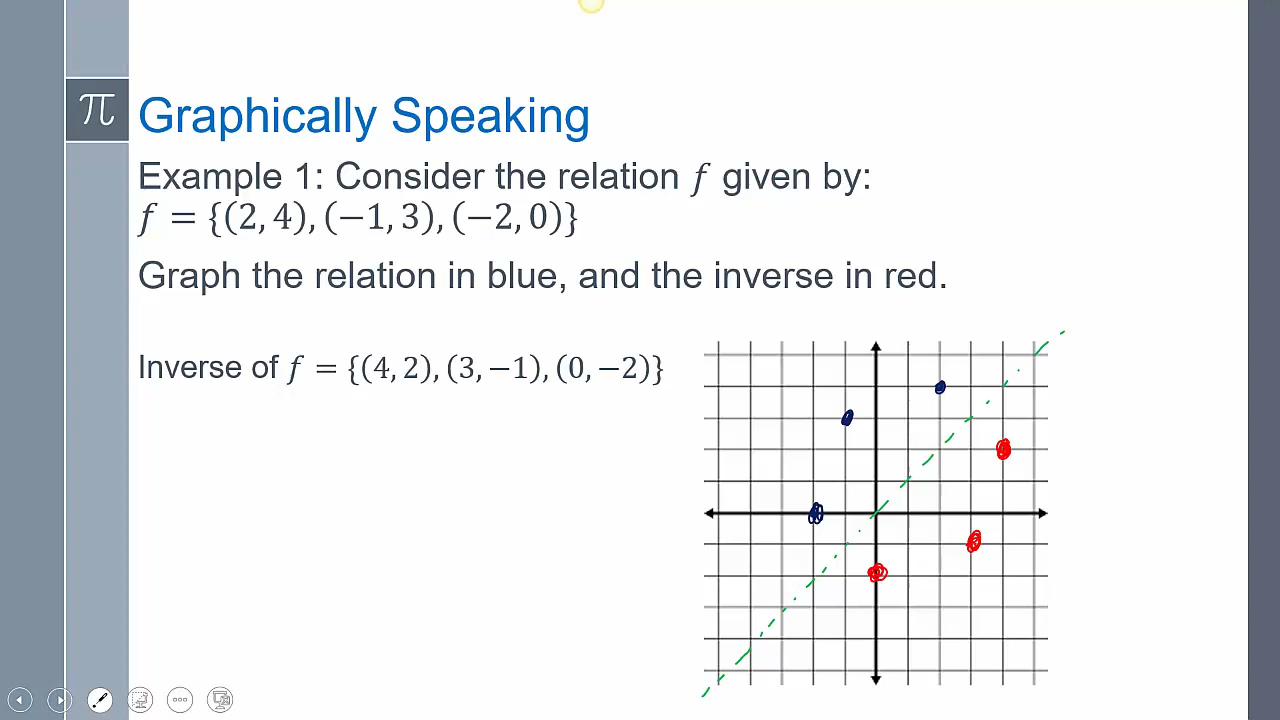 π
Graphically Speaking
Example 1: Consider the relation 𝑓 given by:
𝑓 = {(2, 4), (−1, 3), (−2, 0)}
Graph the relation in blue, and the inverse in red.
Inverse of 𝑓 = {(4, 2), (3, −1), (0, −2)}